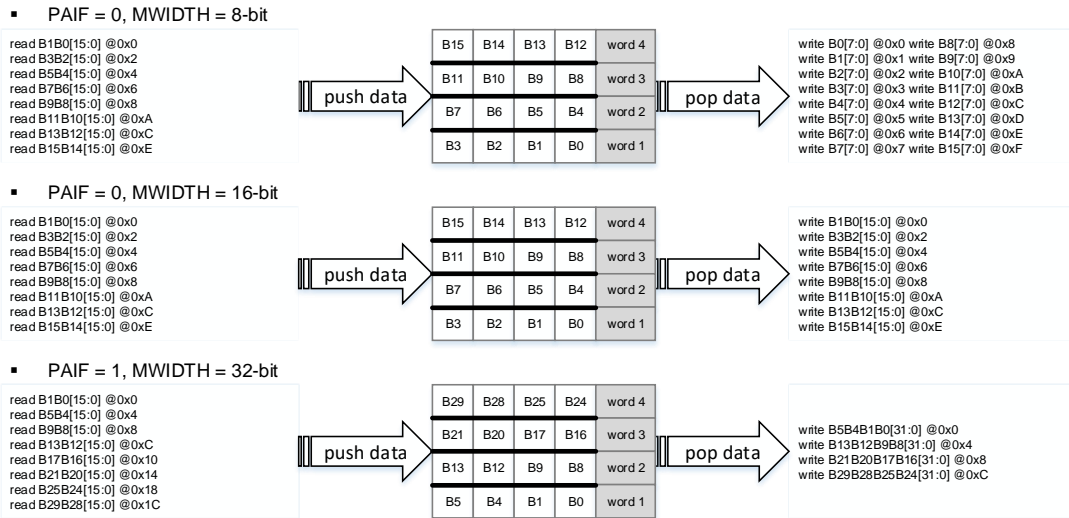 ▪ PAIF = 0, MWIDTH = 8-bit
read B1B0[15:0] @0x0
read B3B2[15:0] @0x2
read B5B4[15:0] @0x4
read B7B6[15:0] @0x6
read B9B8[15:0] @0x8
read B11B10[15:0] @0xA
read B13B12[15:0] @0xC
read B15B14[15:0] @0xE
push data
B15 B14 B13 B12 word 4
B11 B10 B9 B8 word 3
B7 B6 B5 B4 word 2
B3 B2 B1 B0 word 1
pop data
write B0[7:0] @0x0 write B8[7:0] @0x8
write B1[7:0] @0x1 write B9[7:0] @0x9
write B2[7:0] @0x2 write B10[7:0] @0xA
write B3[7:0] @0x3 write B11[7:0] @0xB
write B4[7:0] @0x4 write B12[7:0] @0xC
write B5[7:0] @0x5 write B13[7:0] @0xD
write B6[7:0] @0x6 write B14[7:0] @0xE
write B7[7:0] @0x7 write B15[7:0] @0xF
▪ PAIF = 0, MWIDTH = 16-bit
read B1B0[15:0] @0x0
read B3B2[15:0] @0x2
read B5B4[15:0] @0x4
read B7B6[15:0] @0x6
read B9B8[15:0] @0x8
read B11B10[15:0] @0xA
read B13B12[15:0] @0xC
read B15B14[15:0] @0xE
push data
B15 B14 B13 B12 word 4
B11 B10 B9 B8 word 3
B7 B6 B5 B4 word 2
B3 B2 B1 B0 word 1
pop data
write B1B0[15:0] @0x0
write B3B2[15:0] @0x2
write B5B4[15:0] @0x4
write B7B6[15:0] @0x6
write B9B8[15:0] @0x8
write B11B10[15:0] @0xA
write B13B12[15:0] @0xC
write B15B14[15:0] @0xE
▪ PAIF = 1, MWIDTH = 32-bit
read B1B0[15:0] @0x0
read B5B4[15:0] @0x4
read B9B8[15:0] @0x8
read B13B12[15:0] @0xC
read B17B16[15:0] @0x10
read B21B20[15:0] @0x14
read B25B24[15:0] @0x18
read B29B28[15:0] @0x1C
push data
B29 B28 B25 B24 word 4
B21 B20 B17 B16 word 3
B13 B12 B9 B8 word 2
B5 B4 B1 B0 word 1
pop data
write B5B4B1B0[31:0] @0x0
write B13B12B9B8[31:0] @0x4
write B21B20B17B16[31:0] @0x8
write B29B28B25B24[31:0] @0xC